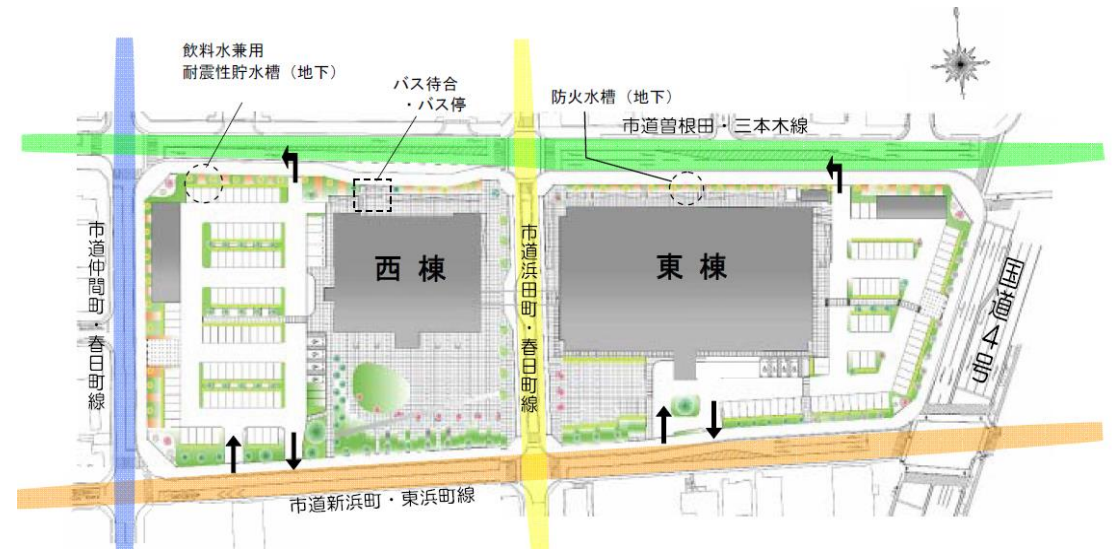 飲料水兼用
耐震性貯水槽（地下）
バス待合
・バス停
防火水槽（地下）
市道曽根田・三本木線
市道仲間町・春日町線
西棟
市道浜田町・春日町線
東棟
国道4号
市道新浜町・東浜町線